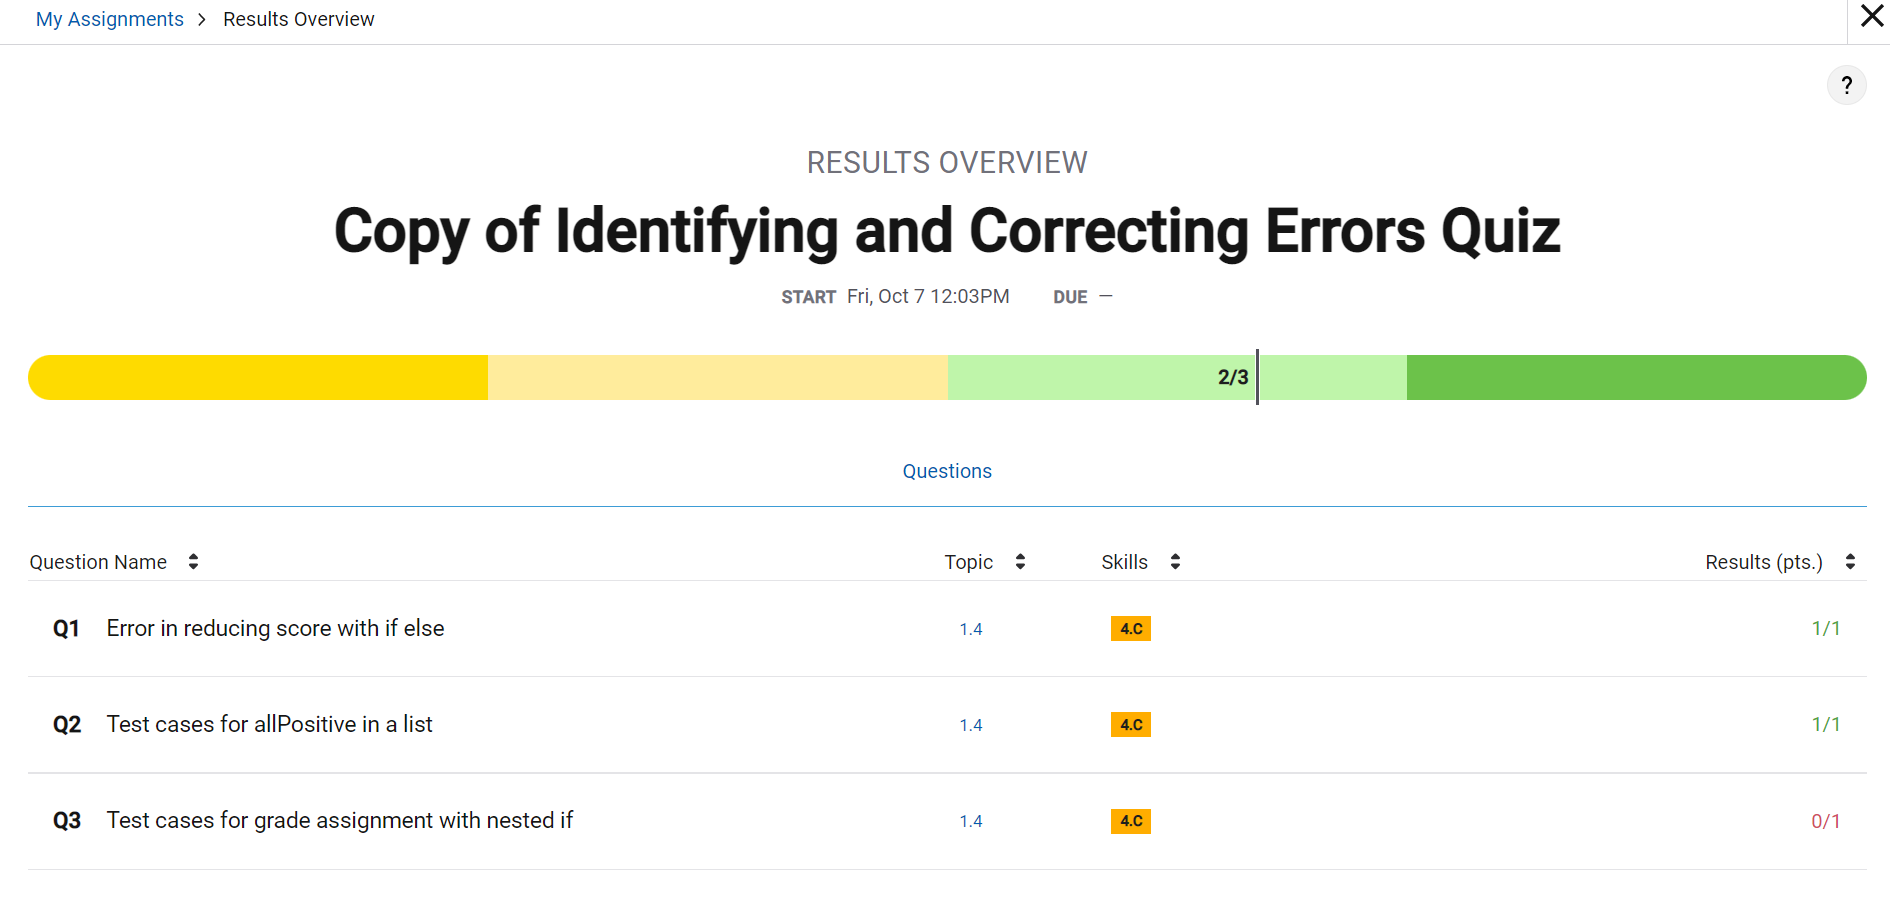 My Assignments > Results Overview
?
RESULTS OVERVIEW
Copy of Identifying and Correcting Errors Quiz
START Fri, Oct 7 12:03PM DUE —
2/3
Questions
Question Name Topic Skills Results (pts.)
Q1 Error in reducing score with if else 1.4 4.C 1/1
Q2 Test cases for allPositive in a list 1.4 4.C 1/1
Q3 Test cases for grade assignment with nested if 1.4 4.C 0/1